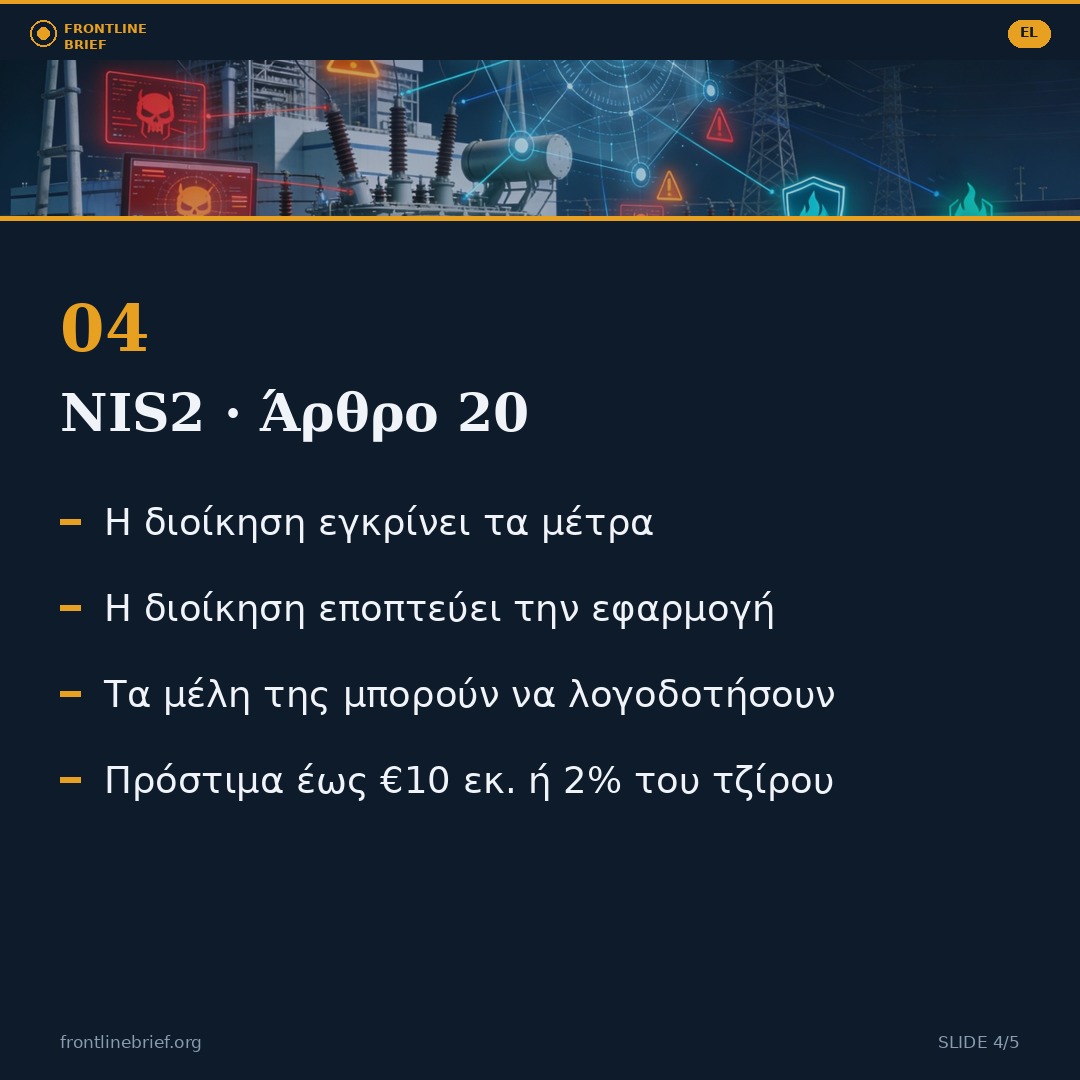 FRONTLINE
BRIEF
EL
04
NIS2 · Άρθρο 20
Η διοίκηση εγκρίνει τα μέτρα
Η διοίκηση εποπτεύει την εφαρμογή
Τα μέλη της μπορούν να λογοδοτήσουν
Πρόστιμα έως €10 εκ. ή 2% του τζίρου
frontlinebrief.org
SLIDE 4/5